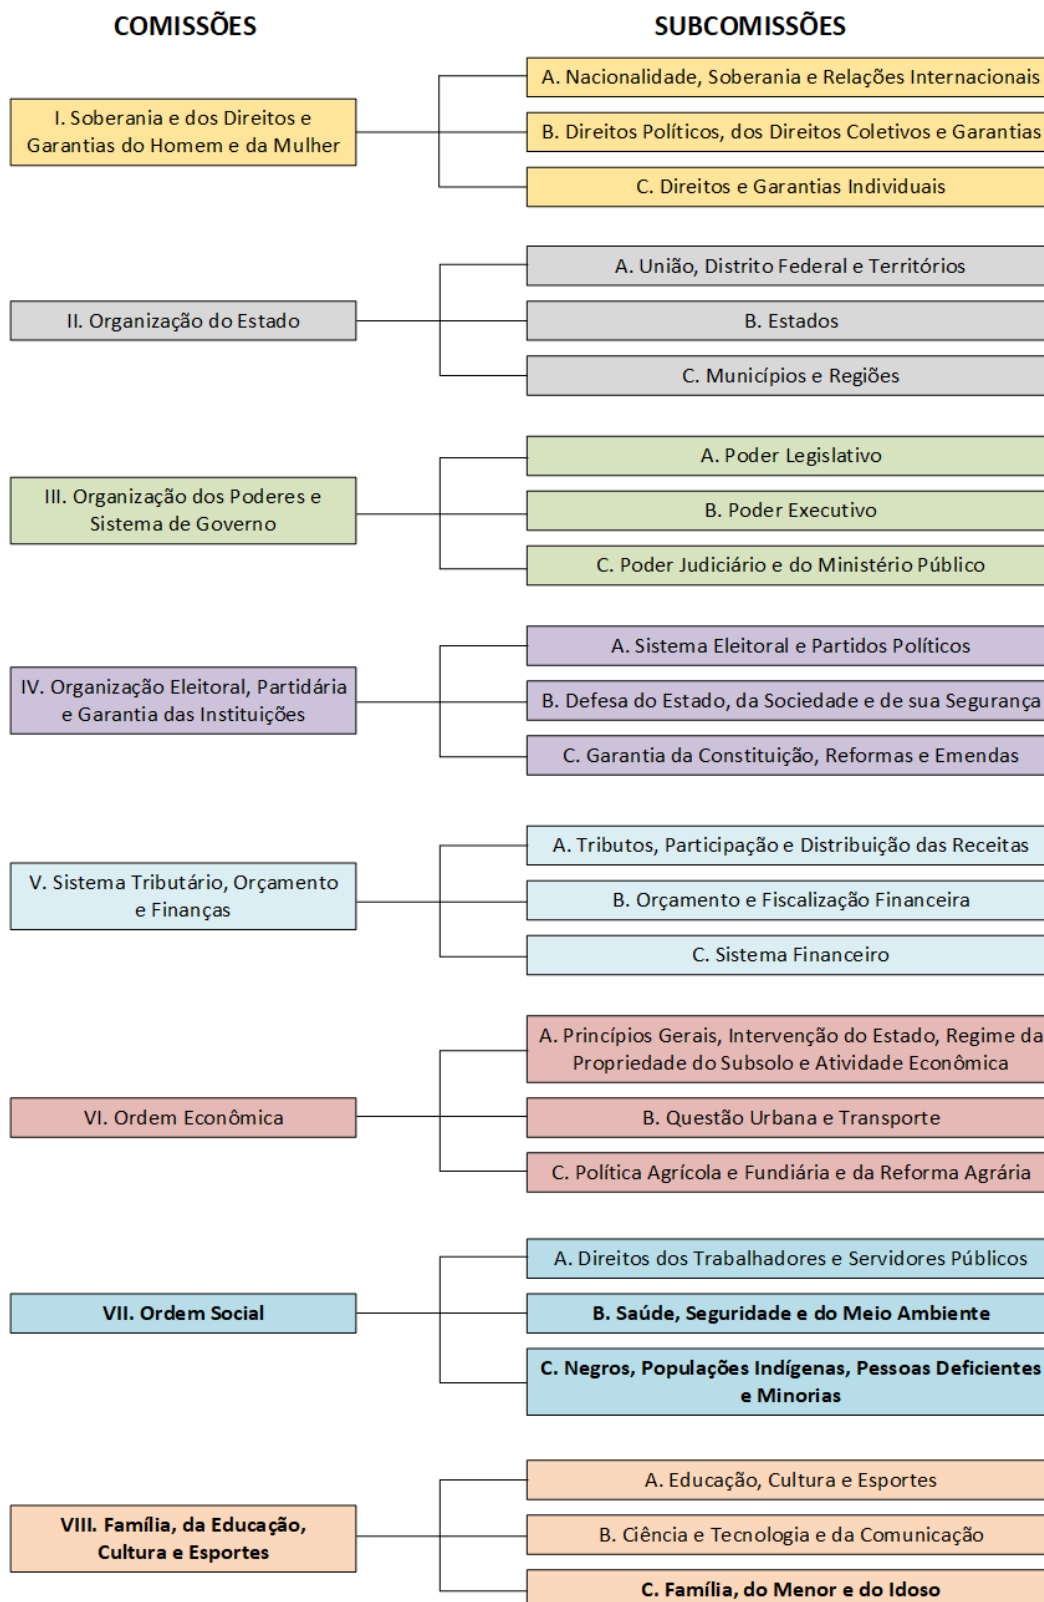 COMISSÕES
SUBCOMISSÕES
I. Soberania e dos Direitos e
Garantias do Homem e da Mulher
A. Nacionalidade, Soberania e Relações Internacionais
B. Direitos Políticos, dos Direitos Coletivos e Garantias
C. Direitos e Garantias Individuais
II. Organização do Estado
A. União, Distrito Federal e Territórios
B. Estados
C. Municípios e Regiões
III. Organização dos Poderes e
Sistema de Governo
A. Poder Legislativo
B. Poder Executivo
C. Poder Judiciário e do Ministério Público
IV. Organização Eleitoral, Partidária
e Garantia das Instituições
A. Sistema Eleitoral e Partidos Políticos
B. Defesa do Estado, da Sociedade e de sua Segurança
C. Garantia da Constituição, Reformas e Emendas
V. Sistema Tributário, Orçamento
e Finanças
A. Tributos, Participação e Distribuição das Receitas
B. Orçamento e Fiscalização Financeira
C. Sistema Financeiro
VI. Ordem Econômica
A. Princípios Gerais, Intervenção do Estado, Regime da
Propriedade do Subsolo e Atividade Econômica
B. Questão Urbana e Transporte
C. Política Agrícola e Fundiária e da Reforma Agrária
VII. Ordem Social
A. Direitos dos Trabalhadores e Servidores Públicos
B. Saúde, Seguridade e do Meio Ambiente
C. Negros, Populações Indígenas, Pessoas Deficientes
e Minorias
VIII. Família, da Educação,
Cultura e Esportes
A. Educação, Cultura e Esportes
B. Ciência e Tecnologia e da Comunicação
C. Família, do Menor e do Idoso